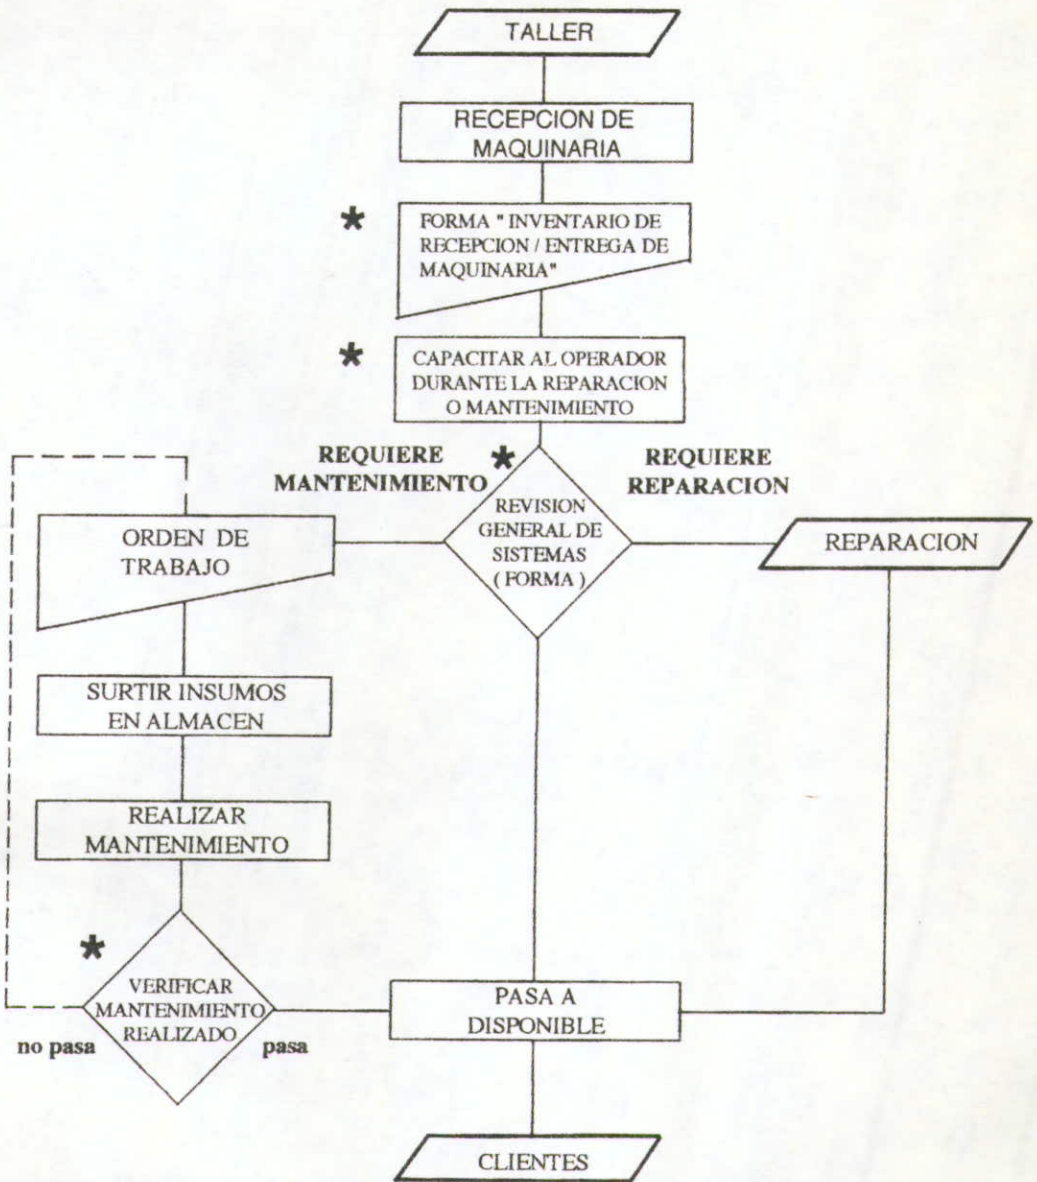 TALLER
RECEPCION DE
MAQUINARIA
*
FORMA " INVENTARIO DE
RECEPCION / ENTREGA DE
MAQUINARIA"
*
CAPACITAR AL OPERADOR
DURANTE LA REPARACION
O MANTENIMIENTO
REQUIERE
MANTENIMIENTO
*
REQUIERE
REPARACION
REVISION
GENERAL DE
SISTEMAS
( FORMA )
ORDEN DE
TRABAJO
REPARACION
SURTIR INSUMOS
EN ALMACEN
REALIZAR
MANTENIMIENTO
*
VERIFICAR
MANTENIMIENTO
REALIZADO
no pasa
pasa
PASA A
DISPONIBLE
CLIENTES